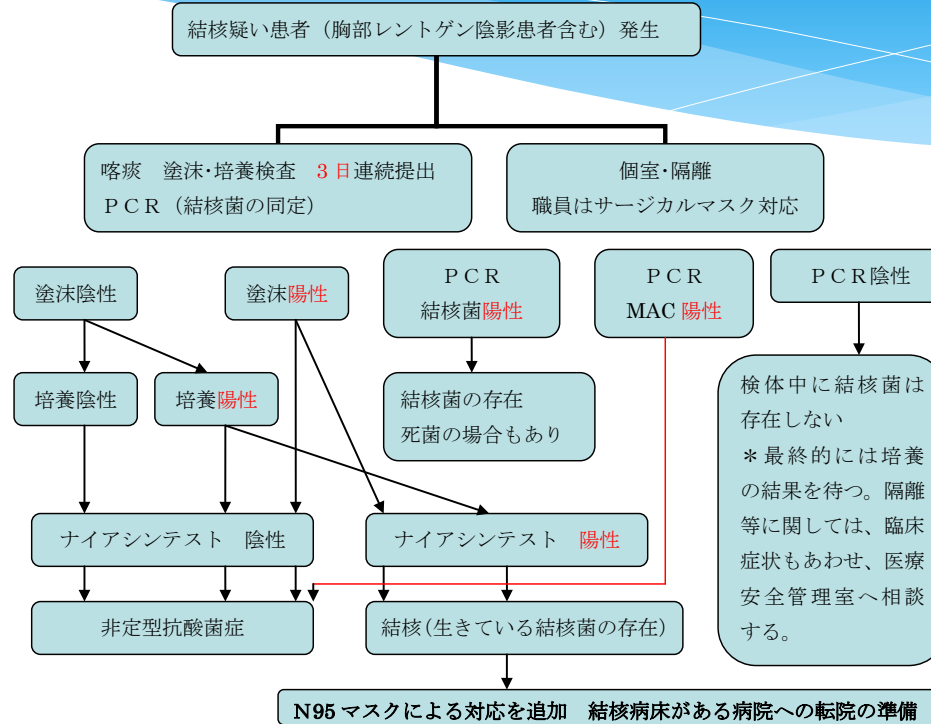 結核疑い患者（胸部レントゲン陰影患者含む）発生
喀痰　塗沫・培養検査　３日連続提出
ＰＣＲ（結核菌の同定）
個室・隔離
職員はサージカルマスク対応
塗沫陰性
塗沫陽性
ＰＣＲ
結核菌陽性
ＰＣＲ
MAC 陽性
ＰＣＲ陰性
培養陰性
培養陽性
結核菌の存在
死菌の場合もあり
検体中に結核菌は
存在しない
＊最終的には培養
の結果を待つ。隔離
等に関しては、臨床
症状もあわせ、医療
安全管理室へ相談
する。
ナイアシンテスト　陰性
ナイアシンテスト　陽性
非定型抗酸菌症
結核(生きている結核菌の存在)
N95 マスクによる対応を追加　結核病床がある病院への転院の準備